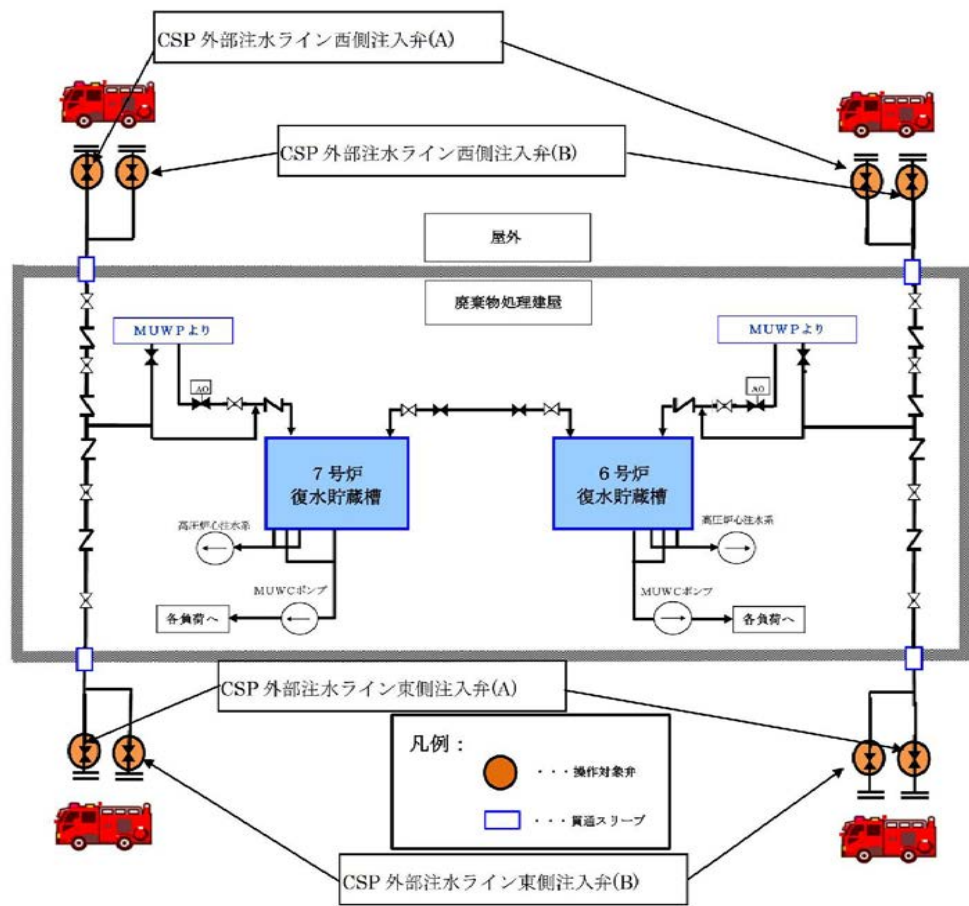 CSP 外部注水ライン西側注入弁(A)
CSP 外部注水ライン西側注入弁(B)
屋外
廃棄物処理建屋
MUWPより
MUWPより
AO
AO
7号炉
復水貯蔵槽
6号炉
復水貯蔵槽
高圧炉心注水系
高圧炉心注水系
MUWCポンプ
MUWCポンプ
各負荷へ
各負荷へ
CSP 外部注水ライン東側注入弁(A)
凡例：
・・・操作対象弁
・・・貫通スリーブ
CSP 外部注水ライン東側注入弁(B)